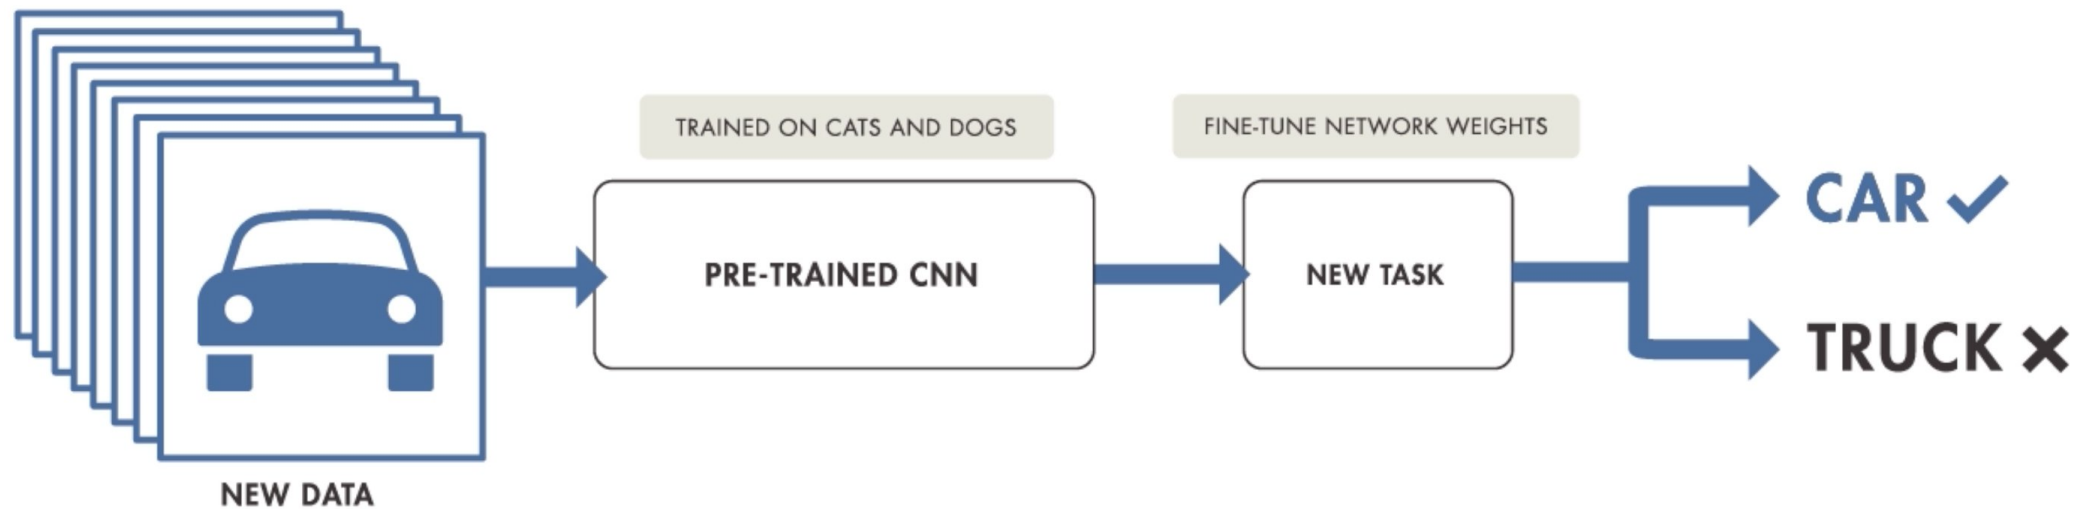 NEW DATA
TRAINED ON CATS AND DOGS
PRE-TRAINED CNN
FINE-TUNE NETWORK WEIGHTS
NEW TASK
CAR
TRUCK